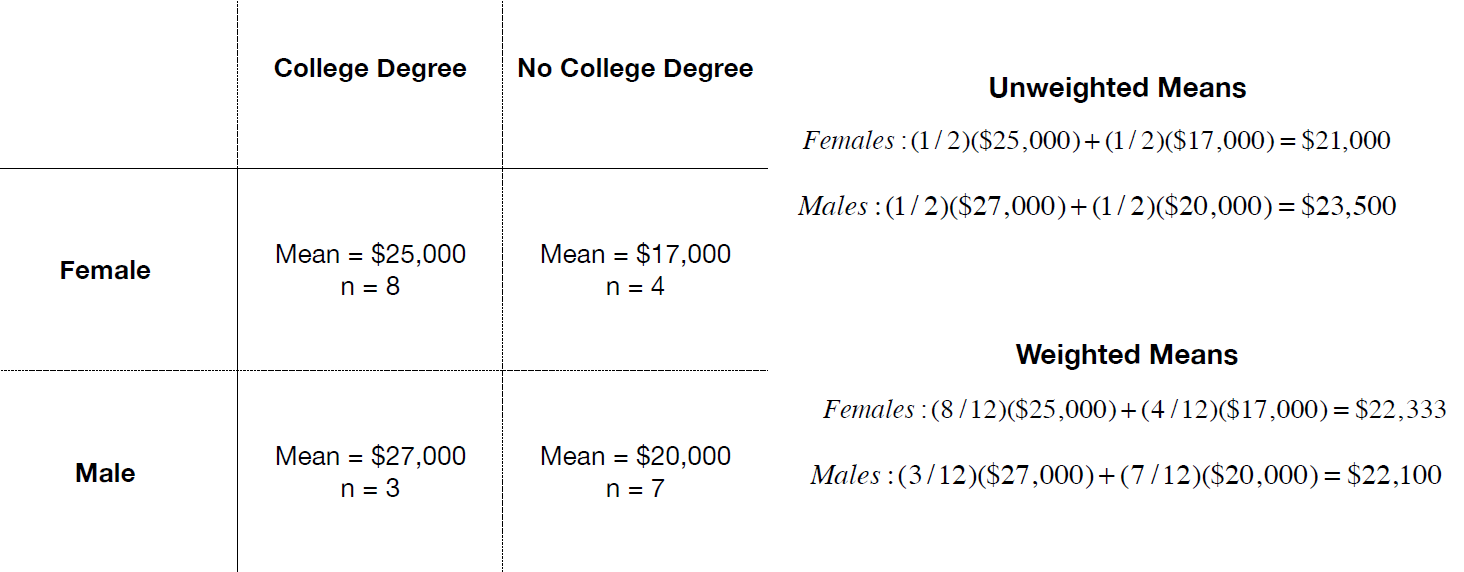 College Degree
No College Degree
Female
Mean = $25,000
n = 8
Mean = $17,000
n = 4
Male
Mean = $27,000
n = 3
Mean = $20,000
n = 7
Unweighted Means
Females : (1 / 2)($25,000) + (1 / 2)($17,000) = $21,000
Males : (1 / 2)($27,000) + (1 / 2)($20,000) = $23,500
Weighted Means
Females : (8 / 12)($25,000) + (4 / 12)($17,000) = $22,333
Males : (3 / 12)($27,000) + (7 / 12)($20,000) = $22,100